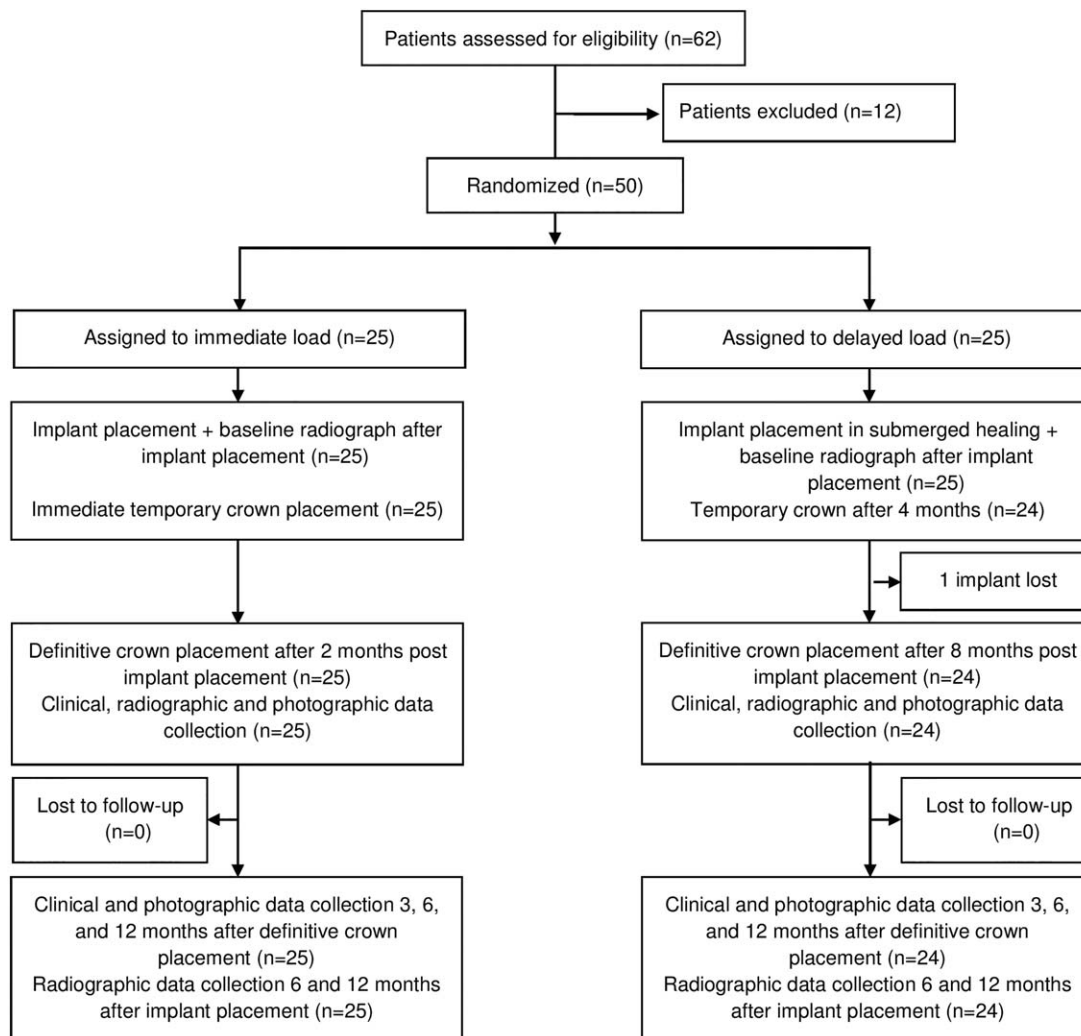 Patients assessed for eligibility (n=62)
Patients excluded (n=12)
Randomized (n=50)
Assigned to immediate load (n=25)
Assigned to delayed load (n=25)
Implant placement + baseline radiograph after
implant placement (n=25)
Immediate temporary crown placement (n=25)
Implant placement in submerged healing +
baseline radiograph after implant
placement (n=25)
Temporary crown after 4 months (n=24)
1 implant lost
Definitive crown placement after 2 months post
implant placement (n=25)
Clinical, radiographic and photographic data
collection (n=25)
Definitive crown placement after 8 months post
implant placement (n=24)
Clinical, radiographic and photographic data
collection (n=24)
Lost to follow-up
(n=0)
Lost to follow-up
(n=0)
Clinical and photographic data collection 3, 6,
and 12 months after definitive crown
placement (n=25)
Radiographic data collection 6 and 12 months
after implant placement (n=25)
Clinical and photographic data collection 3, 6,
and 12 months after definitive crown
placement (n=24)
Radiographic data collection 6 and 12 months
after implant placement (n=24)